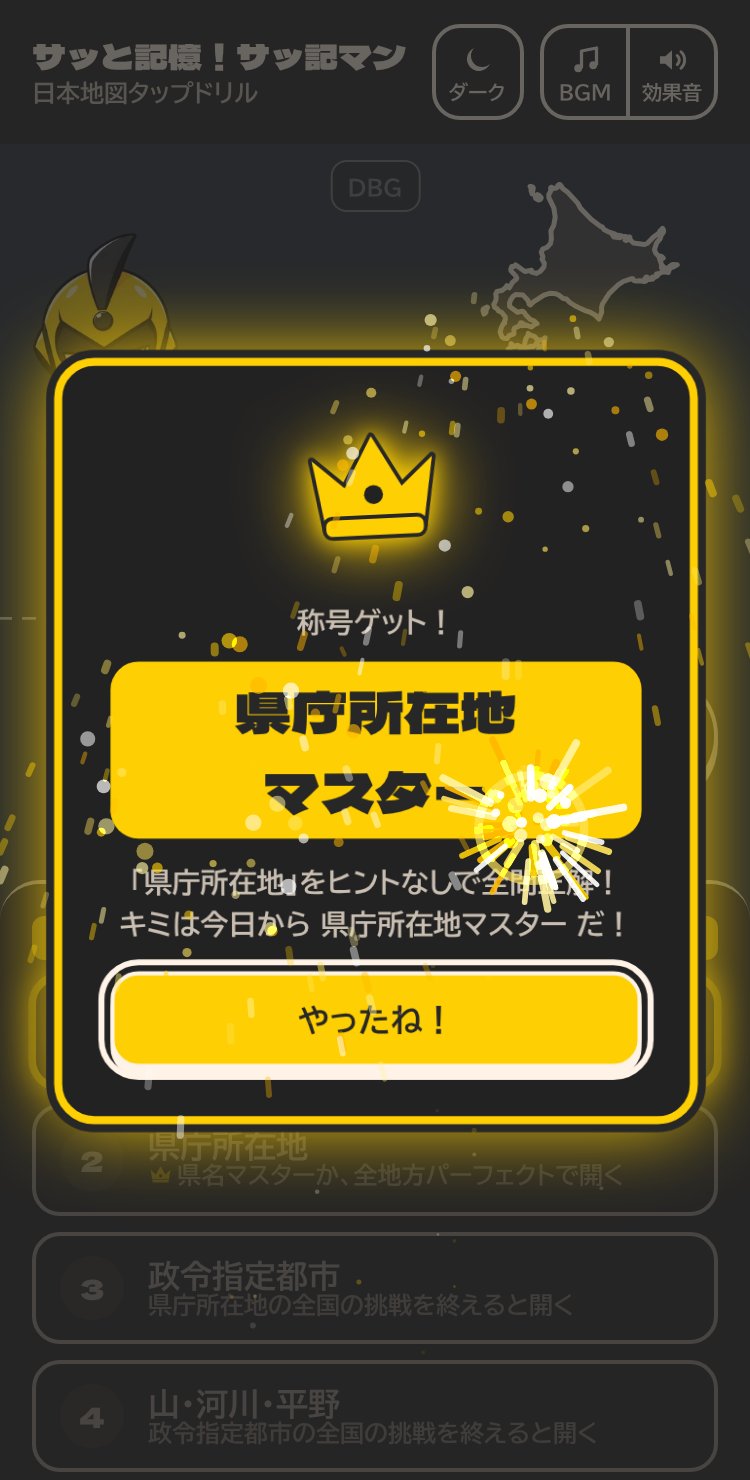 サッと記憶！サッ記マン
日本地図タップドリル
ダーク
BGM
効果音
DBG
称号ゲット！
県庁所在地
マスター
「県庁所在地」をヒントなしで全問正解！
キミは今日から 県庁所在地マスター だ！
やったね！
2
県庁所在地
県名マスターか、全地方パーフェクトで開く
3
政令指定都市
県庁所在地の全国の挑戦を終えると開く
4
山・河川・平野
政令指定都市の全国の挑戦を終えると開く